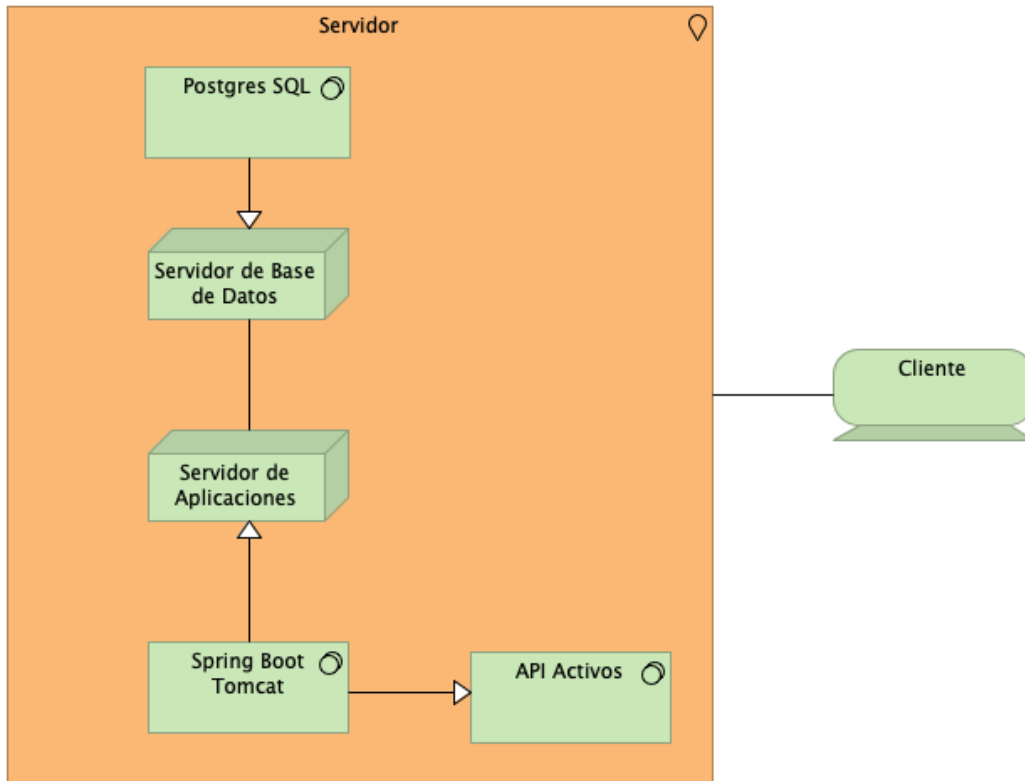 Servidor
Postgres SQL
Servidor de Base
de Datos
Cliente
Servidor de
Aplicaciones
Spring Boot
Tomcat
API Activos